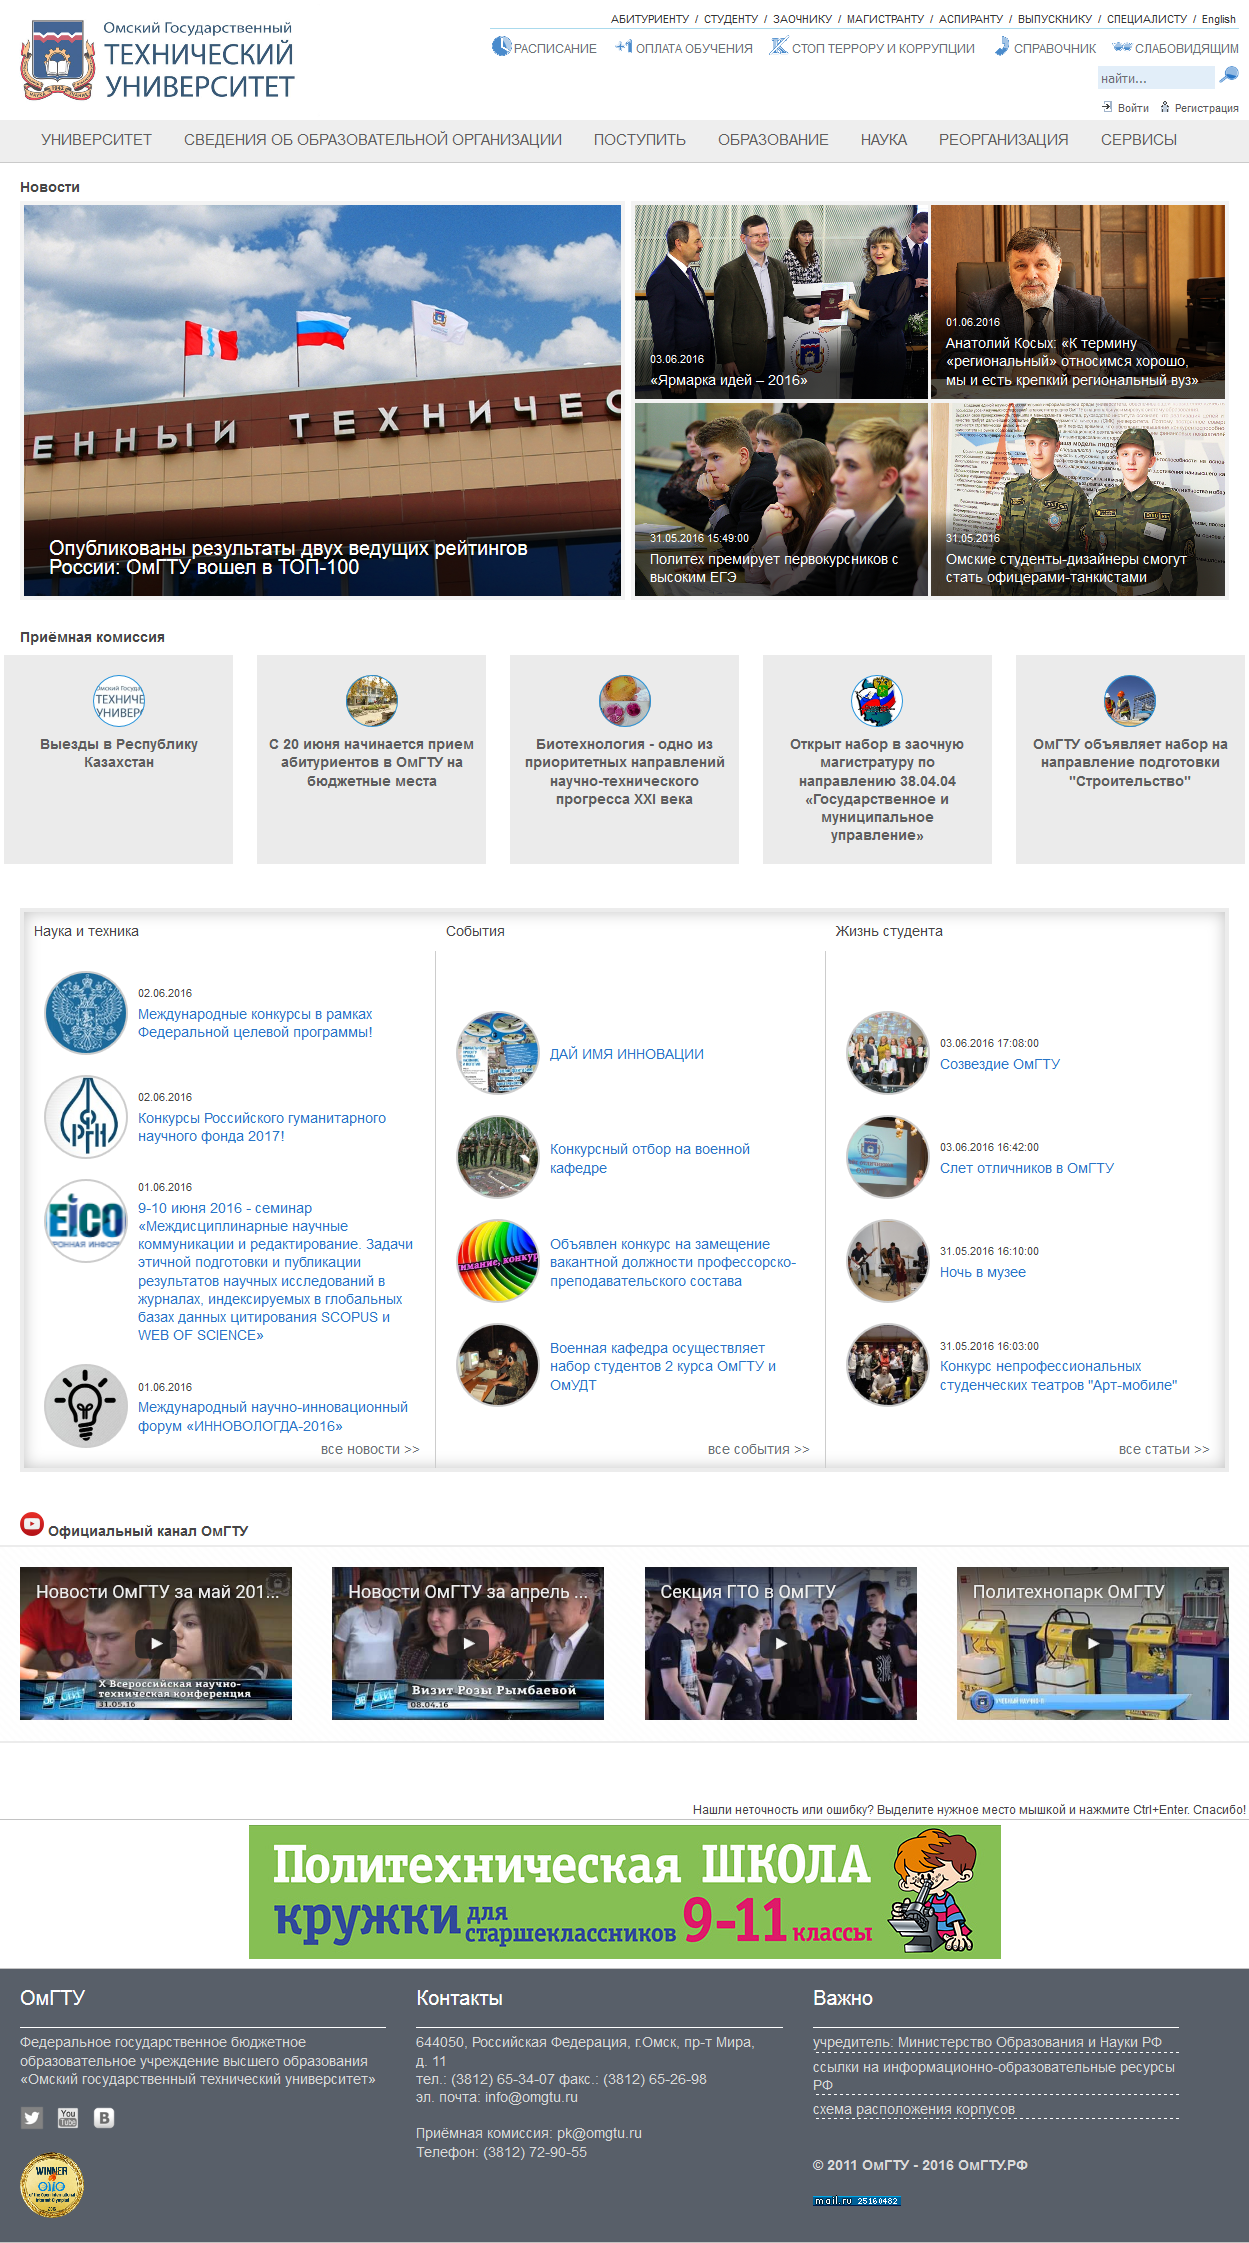 Омский Государственный
ТЕХНИЧЕСКИЙ
УНИВЕРСИТЕТ
АБИТУРИЕНТУ / СТУДЕНТУ / ЗАОЧНИКУ / МАГИСТРАНТУ / АСПИРАНТУ / ВЫПУСКНИКУ / СПЕЦИАЛИСТУ / English
РАСПИСАНИЕ ОПЛАТА ОБУЧЕНИЯ СТОП ТЕРРОРУ И КОРРУПЦИИ СПРАВОЧНИК СЛАБОВИДЯЩИМ
найти...
Войти Регистрация
УНИВЕРСИТЕТ СВЕДЕНИЯ ОБ ОБРАЗОВАТЕЛЬНОЙ ОРГАНИЗАЦИИ ПОСТУПИТЬ ОБРАЗОВАНИЕ НАУКА РЕОРГАНИЗАЦИЯ СЕРВИСЫ
Новости
ЕННЫЙ ТЕХНИЧЕС
Опубликованы результаты двух ведущих рейтингов
России: ОмГТУ вошел в ТОП-100
03.06.2016
«Ярмарка идей – 2016»
01.06.2016
Анатолий Косых: «К термину
«региональный» относимся хорошо,
мы и есть крепкий региональный вуз»
31.05.2016 15:49:00
Политех премирует первокурсников с
высоким ЕГЭ
31.05.2016
Омские студенты-дизайнеры смогут
стать офицерами-танкистами
Приёмная комиссия
Выезды в Республику
Казахстан
С 20 июня начинается прием
абитуриентов в ОмГТУ на
бюджетные места
Биотехнология - одно из
приоритетных направлений
научно-технического
прогресса XXI века
Открыт набор в заочную
магистратуру по
направлению 38.04.04
«Государственное и
муниципальное
управление»
ОмГТУ объявляет набор на
направление подготовки
"Строительство"
Наука и техника
02.06.2016
Международные конкурсы в рамках
Федеральной целевой программы!
РГН
02.06.2016
Конкурсы Российского гуманитарного
научного фонда 2017!
EICO
01.06.2016
9-10 июня 2016 - семинар
«Междисциплинарные научные
коммуникации и редактирование. Задачи
этичной подготовки и публикации
результатов научных исследований в
журналах, индексируемых в глобальных
базах данных цитирования SCOPUS и
WEB OF SCIENCE»
01.06.2016
Международный научно-инновационный
форум «ИННОВОЛОГДА-2016»
все новости >>
События
ДАЙ ИМЯ ИННОВАЦИИ
Конкурсный отбор на военной
кафедре
Объявлен конкурс на замещение
вакантной должности профессорско-
преподавательского состава
Военная кафедра осуществляет
набор студентов 2 курса ОмГТУ и
ОмУДТ
все события >>
Жизнь студента
03.06.2016 17:08:00
Созвездие ОмГТУ
03.06.2016 16:42:00
Слет отличников в ОмГТУ
31.05.2016 16:10:00
Ночь в музее
31.05.2016 16:03:00
Конкурс непрофессиональных
студенческих театров "Арт-мобиле"
все статьи >>
Официальный канал ОмГТУ
Новости ОмГТУ за май 201...
X Всероссийская научно-
техническая конференция
31.05.16
Новости ОмГТУ за апрель ...
Визит Розы Рымбаевой
08.04.16
Секция ГТО в ОмГТУ
Политехнопарк ОмГТУ
Нашли неточность или ошибку? Выделите нужное место мышкой и нажмите Ctrl+Enter. Спасибо!
Политехническая ШКОЛА
кружки для старшеклассников 9-11 классы
ОмГТУ
Федеральное государственное бюджетное
образовательное учреждение высшего образования
«Омский государственный технический университет»
You Tube
WINNER
Контакты
644050, Российская Федерация, г.Омск, пр-т Мира,
д. 11
тел.: (3812) 65-34-07 факс.: (3812) 65-26-98
эл. почта: info@omgtu.ru
Приёмная комиссия: pk@omgtu.ru
Телефон: (3812) 72-90-55
Важно
учредитель: Министерство Образования и Науки РФ
ссылки на информационно-образовательные ресурсы
РФ
схема расположения корпусов
© 2011 ОмГТУ - 2016 ОмГТУ.РФ
mail.ru 25160482